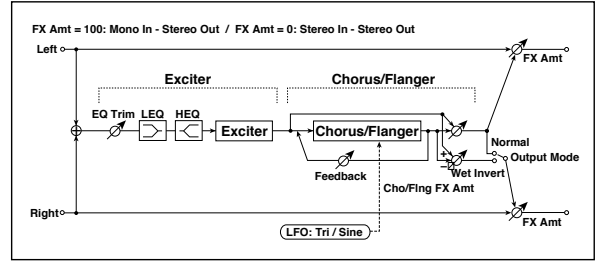 FX Amt = 100: Mono In - Stereo Out / FX Amt = 0: Stereo In - Stereo Out
Left
FX Amt
Exciter
Chorus/Flanger
EQ Trim
LEQ
HEQ
Exciter
Chorus/Flanger
Normal
Output Mode
+
−
Wet Invert
Feedback
Cho/Flng FX Amt
Right
LFO: Tri / Sine
FX Amt